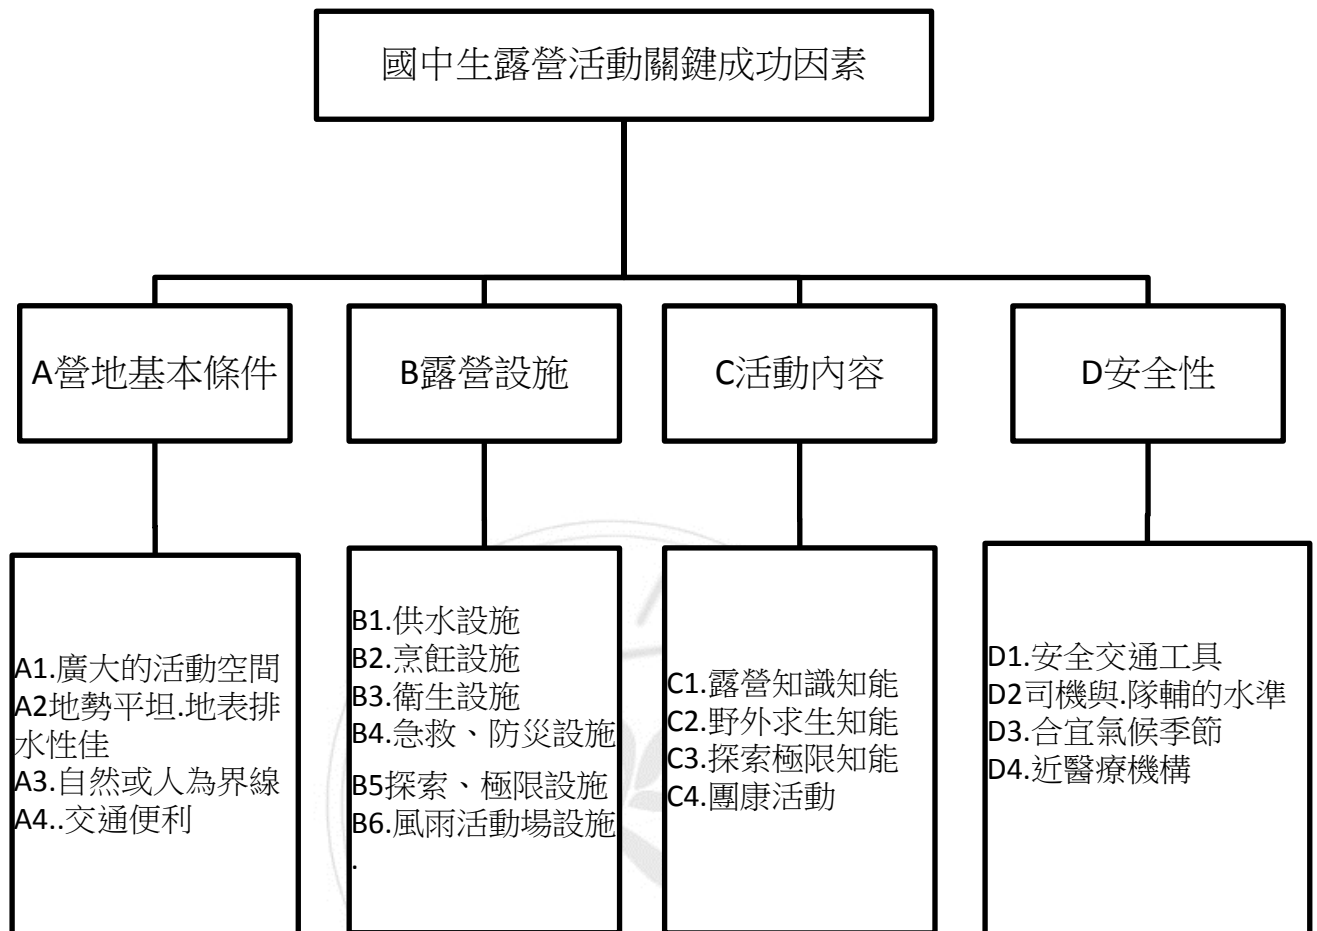 國中生露營活動關鍵成功因素
A營地基本條件
B露營設施
C活動內容
D安全性
A1.廣大的活動空間
A2地勢平坦.地表排
水性佳
A3.自然或人為界線
A4..交通便利
B1.供水設施
B2.烹飪設施
B3.衛生設施
B4.急救、防災設施
B5探索、極限設施
B6.風雨活動場設施
.
C1.露營知識知能
C2.野外求生知能
C3.探索極限知能
C4.團康活動
D1.安全交通工具
D2司機與.隊輔的水準
D3.合宜氣候季節
D4.近醫療機構